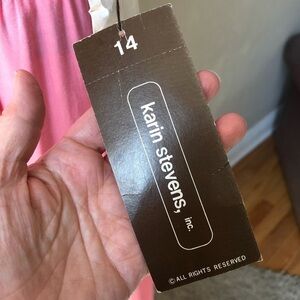 14
karin stevens, inc.
© ALL RIGHTS RESERVED